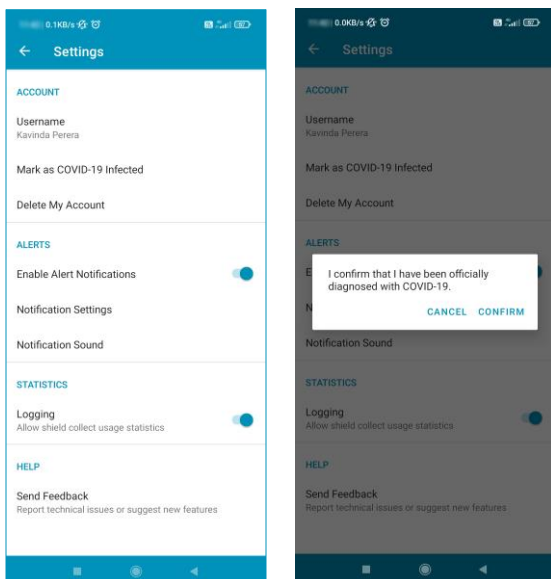 0.1KB/s
Settings
ACCOUNT
Username
Kavinda Perera
Mark as COVID-19 Infected
Delete My Account
ALERTS
Enable Alert Notifications
Notification Settings
Notification Sound
STATISTICS
Logging
Allow shield collect usage statistics
HELP
Send Feedback
Report technical issues or suggest new features
0.0KB/s
Settings
ACCOUNT
Username
Kavinda Perera
Mark as COVID-19 Infected
Delete My Account
ALERTS
E
I confirm that I have been officially
diagnosed with COVID-19.
N
CANCEL CONFIRM
Notification Sound
STATISTICS
Logging
Allow shield collect usage statistics
HELP
Send Feedback
Report technical issues or suggest new features